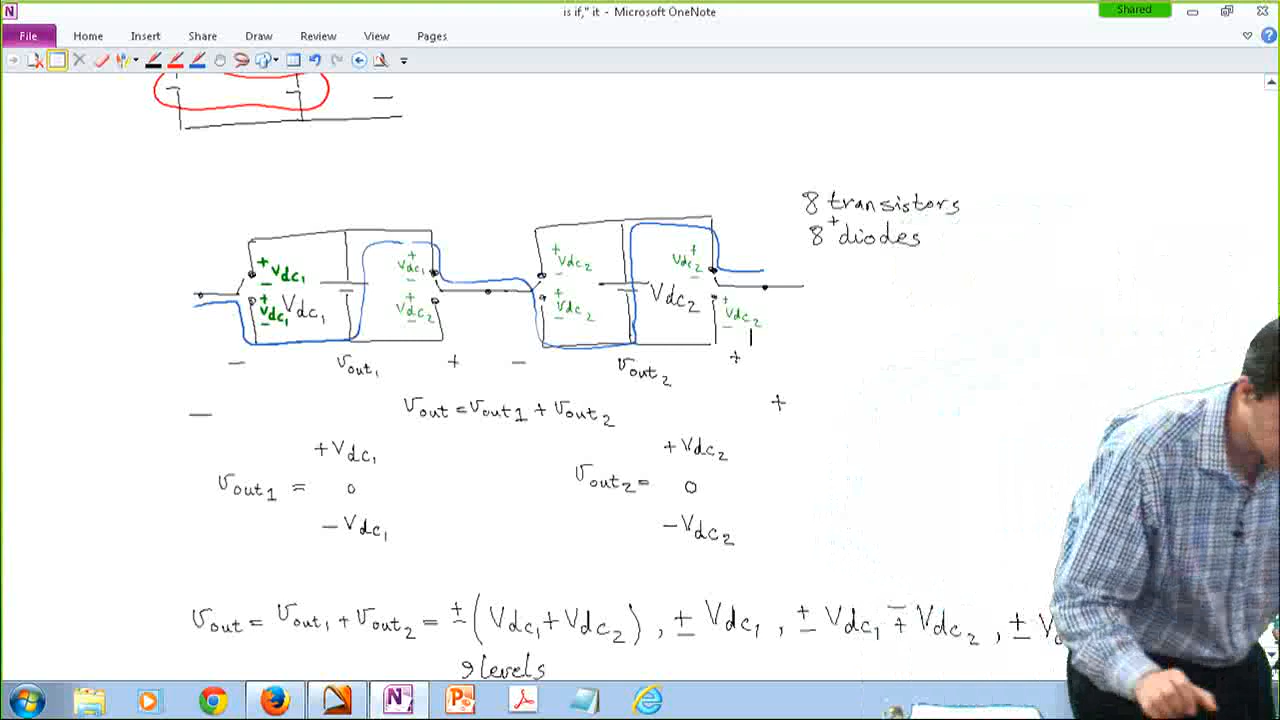 is if," it - Microsoft OneNote
Shared
File Home Insert Share Draw Review View Pages
8 transistors
8 + diodes
+ Vdc1 - + Vdc1 - + Vdc2 - + Vdc2 -
+ Vdc1 - Vdc1 + Vdc2 - + Vdc2 - Vdc2 + Vdc2 -
- Vout1 + - Vout2 +
- Vout = Vout1 + Vout2 +
+Vdc1 +Vdc2
Vout1 = 0 Vout2 = 0
-Vdc1 -Vdc2
Vout = Vout1 + Vout2 = ± (Vdc1 + Vdc2), ± Vdc1, ± Vdc1 ∓ Vdc2, ±
9 levels